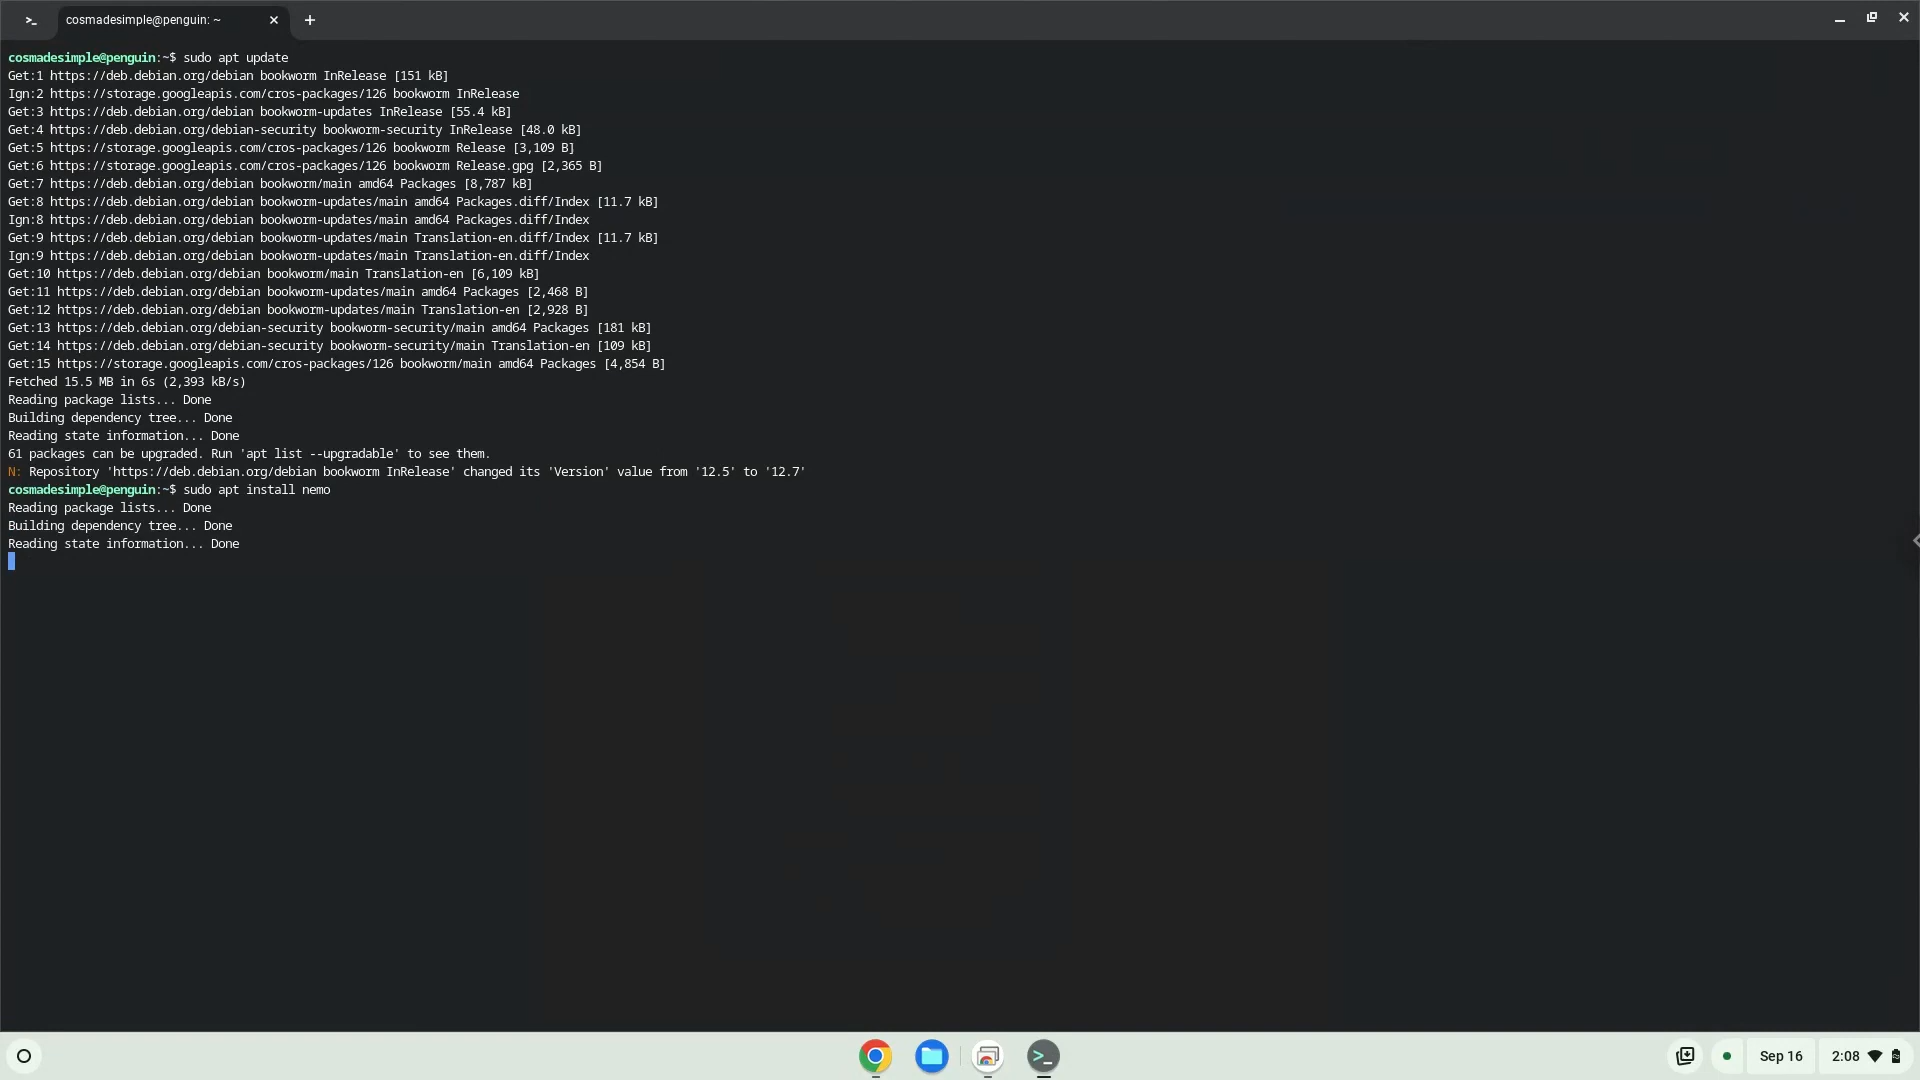 >_ cosmadesimple@penguin: ~
cosmadesimple@penguin:~$ sudo apt update
Get:1 https://deb.debian.org/debian bookworm InRelease [151 kB]
Ign:2 https://storage.googleapis.com/cros-packages/126 bookworm InRelease
Get:3 https://deb.debian.org/debian bookworm-updates InRelease [55.4 kB]
Get:4 https://deb.debian.org/debian-security bookworm-security InRelease [48.0 kB]
Get:5 https://storage.googleapis.com/cros-packages/126 bookworm Release [3,109 B]
Get:6 https://storage.googleapis.com/cros-packages/126 bookworm Release.gpg [2,365 B]
Get:7 https://deb.debian.org/debian bookworm/main amd64 Packages [8,787 kB]
Get:8 https://deb.debian.org/debian bookworm-updates/main amd64 Packages.diff/Index [11.7 kB]
Ign:8 https://deb.debian.org/debian bookworm-updates/main amd64 Packages.diff/Index
Get:9 https://deb.debian.org/debian bookworm-updates/main Translation-en.diff/Index [11.7 kB]
Ign:9 https://deb.debian.org/debian bookworm-updates/main Translation-en.diff/Index
Get:10 https://deb.debian.org/debian bookworm/main Translation-en [6,109 kB]
Get:11 https://deb.debian.org/debian bookworm-updates/main amd64 Packages [2,468 B]
Get:12 https://deb.debian.org/debian bookworm-updates/main Translation-en [2,928 B]
Get:13 https://deb.debian.org/debian-security bookworm-security/main amd64 Packages [181 kB]
Get:14 https://deb.debian.org/debian-security bookworm-security/main Translation-en [109 kB]
Get:15 https://storage.googleapis.com/cros-packages/126 bookworm/main amd64 Packages [4,854 B]
Fetched 15.5 MB in 6s (2,393 kB/s)
Reading package lists... Done
Building dependency tree... Done
Reading state information... Done
61 packages can be upgraded. Run 'apt list --upgradable' to see them.
N: Repository 'https://deb.debian.org/debian bookworm InRelease' changed its 'Version' value from '12.5' to '12.7'
cosmadesimple@penguin:~$ sudo apt install nemo
Reading package lists... Done
Building dependency tree... Done
Reading state information... Done
Sep 16 2:08